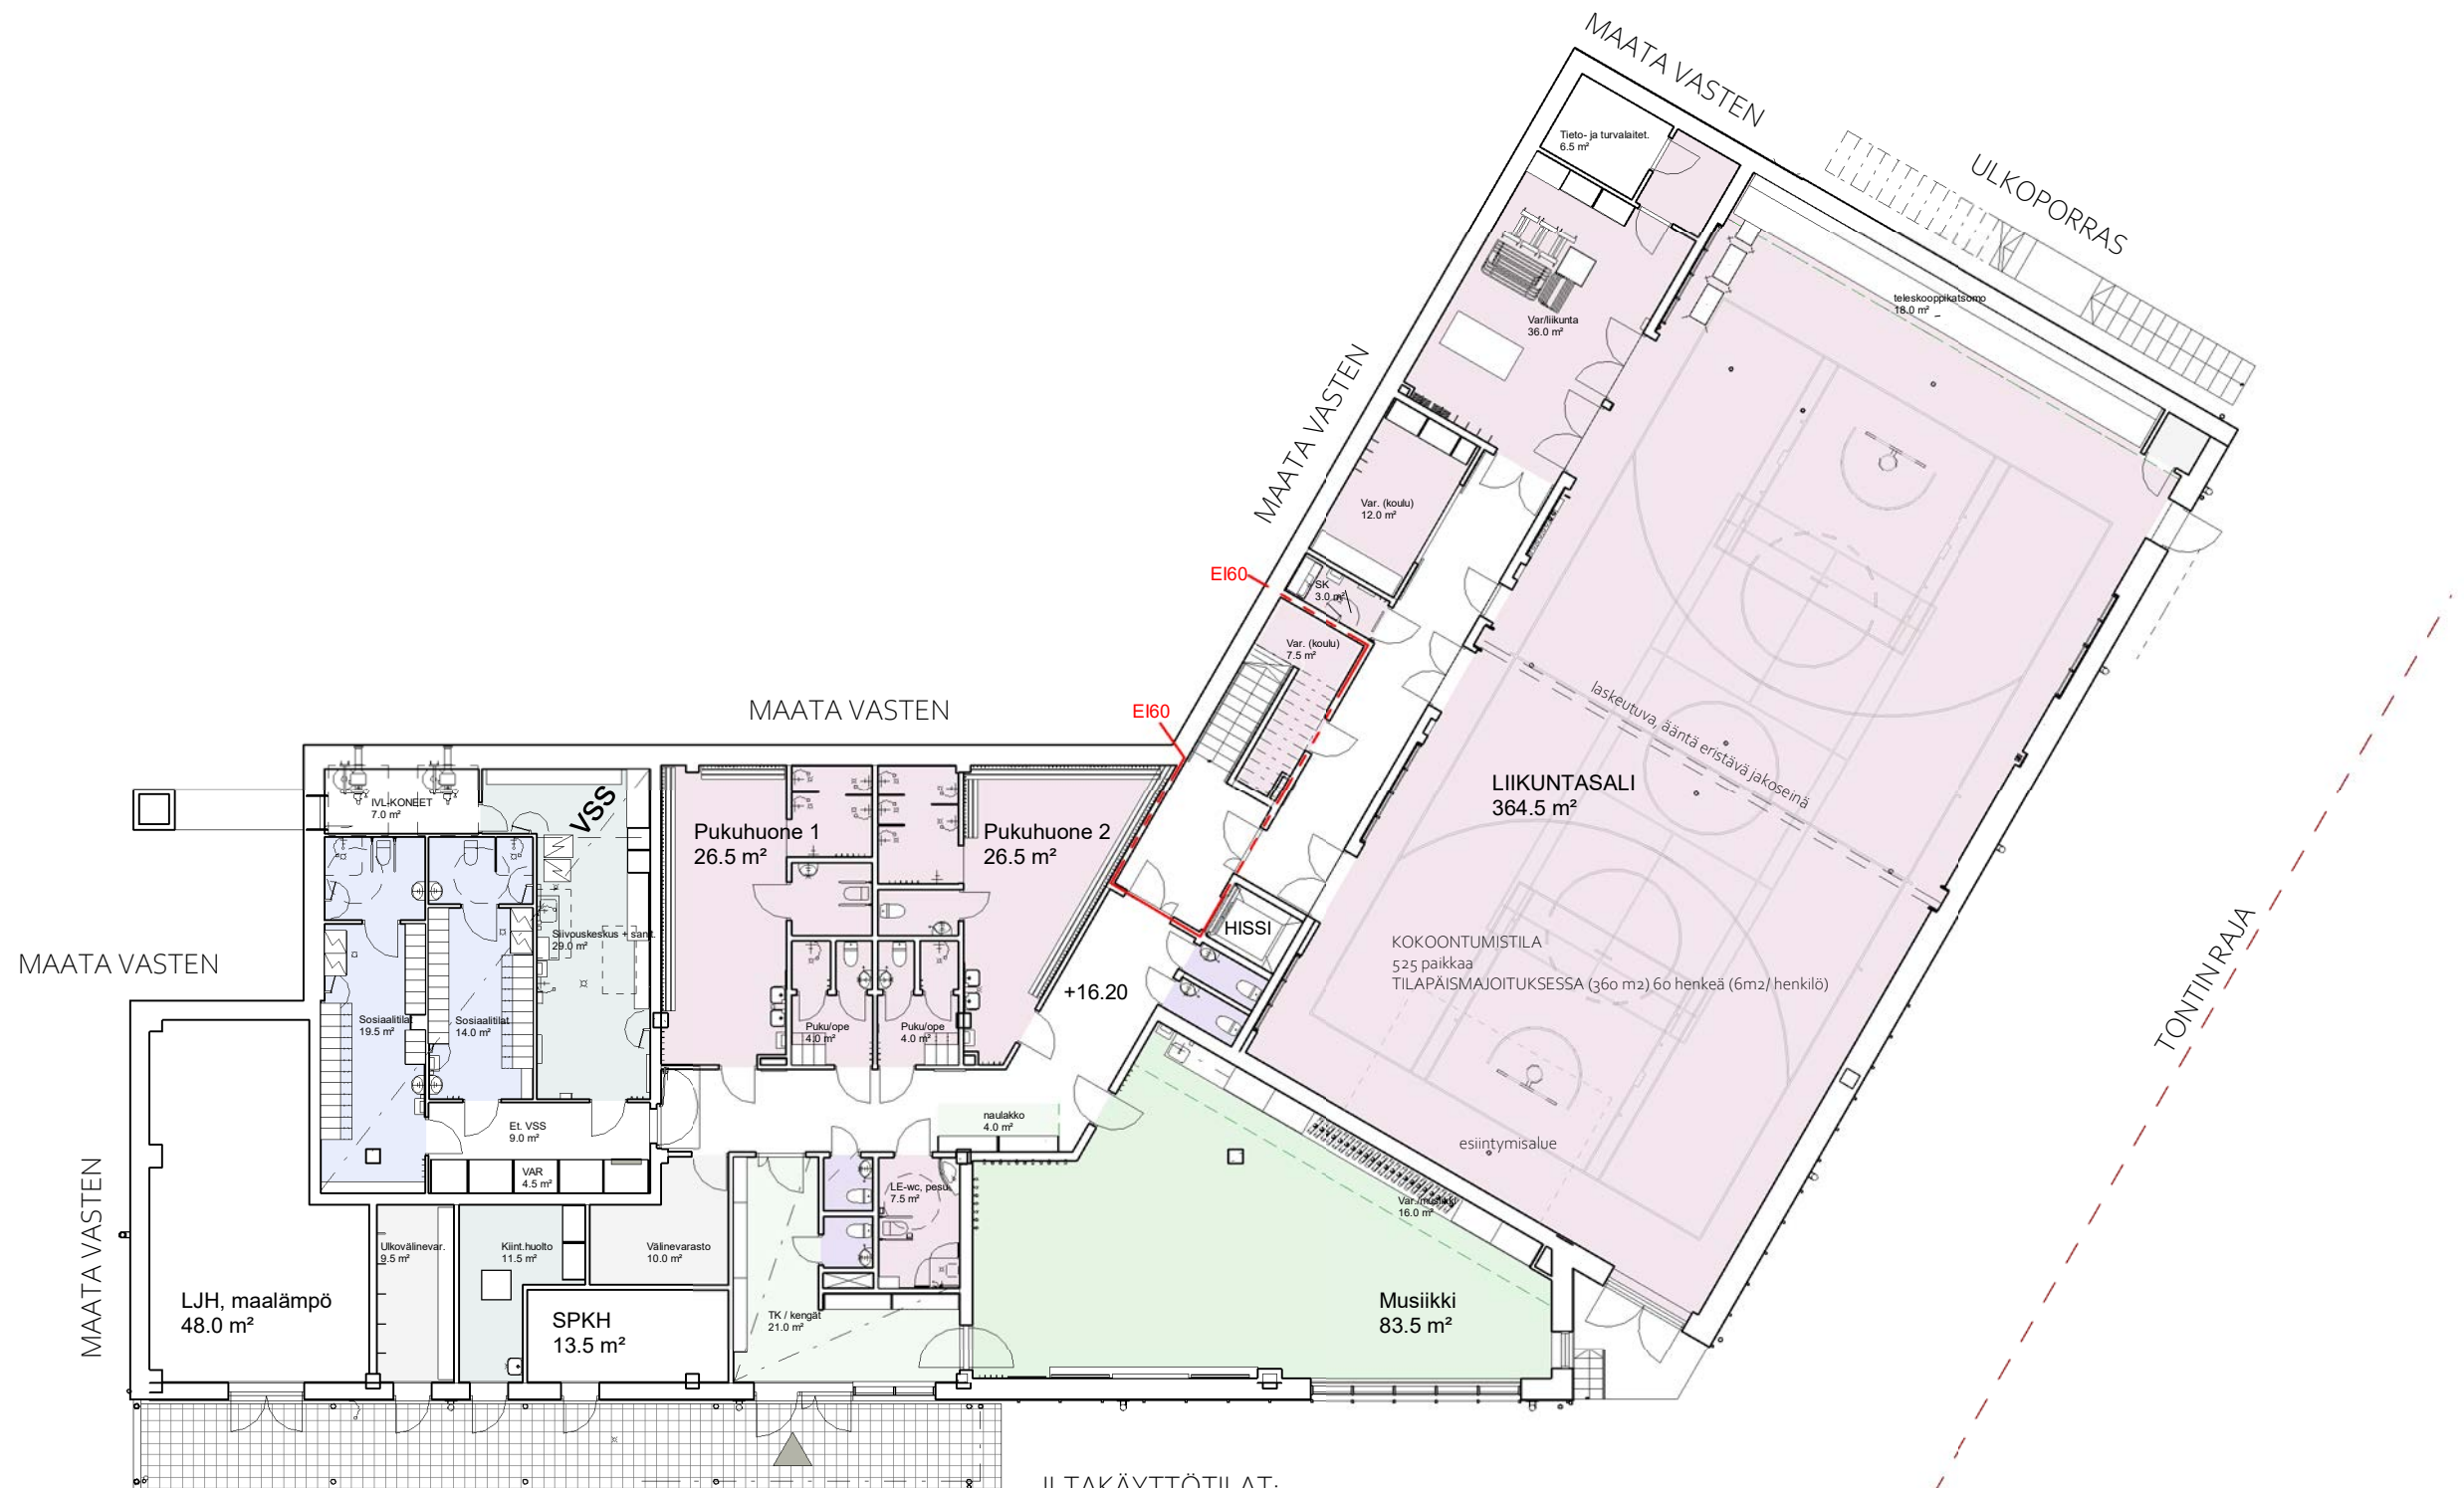 MAATA VASTEN
Tieto- ja turvalaitet.
6.5 m²
ULKOPORRAS
teleskooppikatsomo
18.0 m²
Var/liikunta
36.0 m²
MAATA VASTEN
Var. (koulu)
12.0 m²
EI60
SK
3.0 m²
Var. (koulu)
7.5 m²
laskeutuva, ääntä eristävä jakoseinä
MAATA VASTEN
EI60
LIIKUNTASALI
364.5 m²
IVL-KONEET
7.0 m²
VSS
Pukuhuone 1
26.5 m²
Pukuhuone 2
26.5 m²
HISSI
Siivouskeskus + sanit.
29.0 m²
KOKOONTUMISTILA
525 paikkaa
TILAPÄISMAJOITUKSESSA (360 m2) 60 henkeä (6m2/ henkilö)
MAATA VASTEN
+16.20
TONTIN RAJA
Sosiaalitilat
19.5 m²
Sosiaalitilat
14.0 m²
Puku/ope
4.0 m²
Puku/ope
4.0 m²
naulakko
4.0 m²
Et. VSS
9.0 m²
esiintymisalue
VAR
4.5 m²
LE-wc, pesu
7.5 m²
Var./musiikki
16.0 m²
MAATA VASTEN
Ulkovälinevar.
9.5 m²
Kiint.huolto
11.5 m²
Välinevarasto
10.0 m²
LJH, maalämpö
48.0 m²
SPKH
13.5 m²
TK / kengät
21.0 m²
Musiikki
83.5 m²
ILTAKÄYTTÖTILAT: